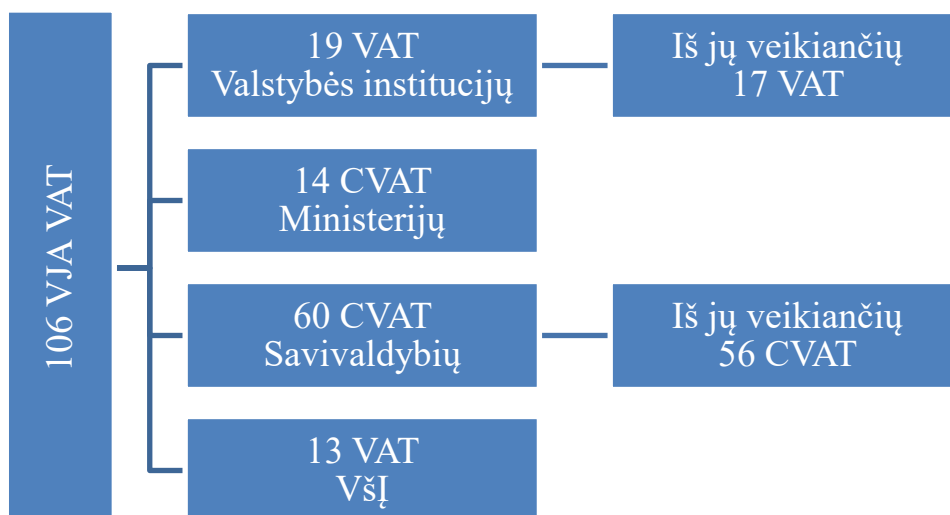 106 VJA VAT
19 VAT
Valstybės institucijų
Iš jų veikiančių
17 VAT
14 CVAT
Ministerijų
60 CVAT
Savivaldybių
Iš jų veikiančių
56 CVAT
13 VAT
VšĮ